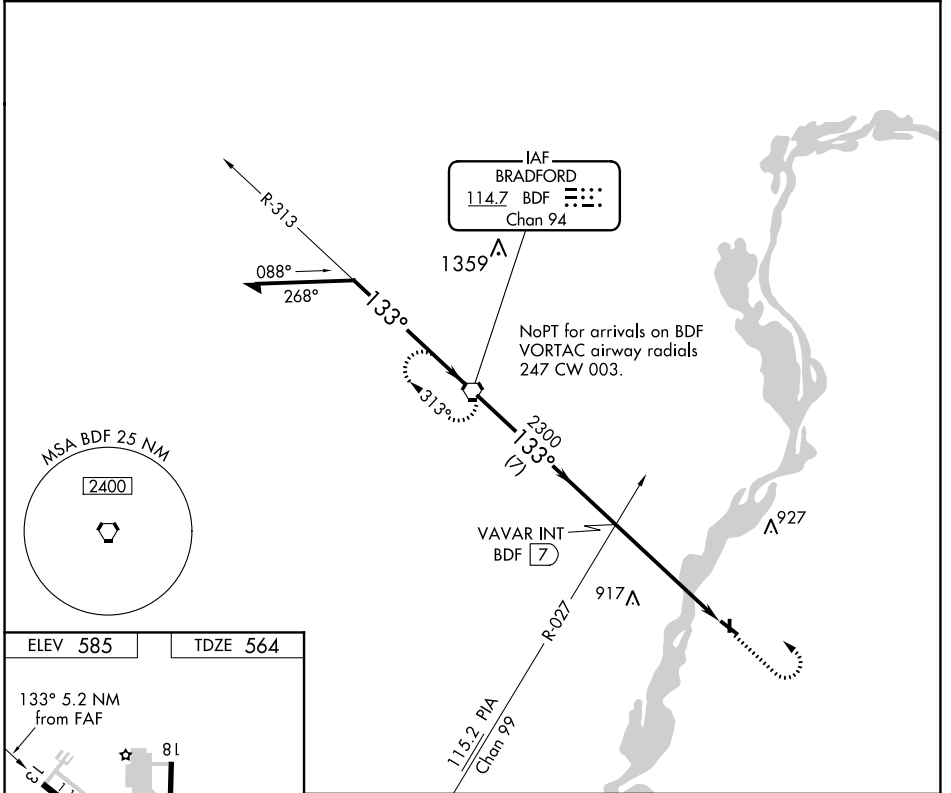 IAF
BRADFORD
114.7 BDF
Chan 94
R-313
1359
088°
268°
133°
NoPT for arrivals on BDF
VORTAC airway radials
247 CW 003.
313°
2300
133°
(7)
MSA BDF 25 NM
2400
VAVAR INT
BDF 7
927
917
R-027
115.2 PIA
Chan 99
ELEV 585
TDZE 564
133° 5.2 NM
from FAF
18
13